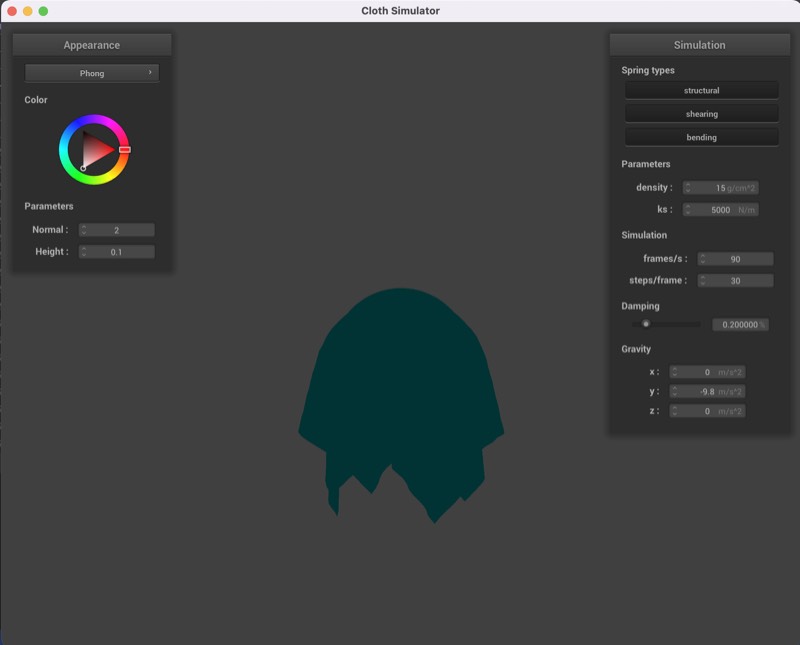 Cloth Simulator
Appearance
Phong
Color
Parameters
Normal : 2
Height : 0.1
Simulation
Spring types
structural
shearing
bending
Parameters
density : 15 g/cm^2
ks : 5000 N/m
Simulation
frames/s : 90
steps/frame : 30
Damping
0.200000 %
Gravity
x : 0 m/s^2
y : -9.8 m/s^2
z : 0 m/s^2